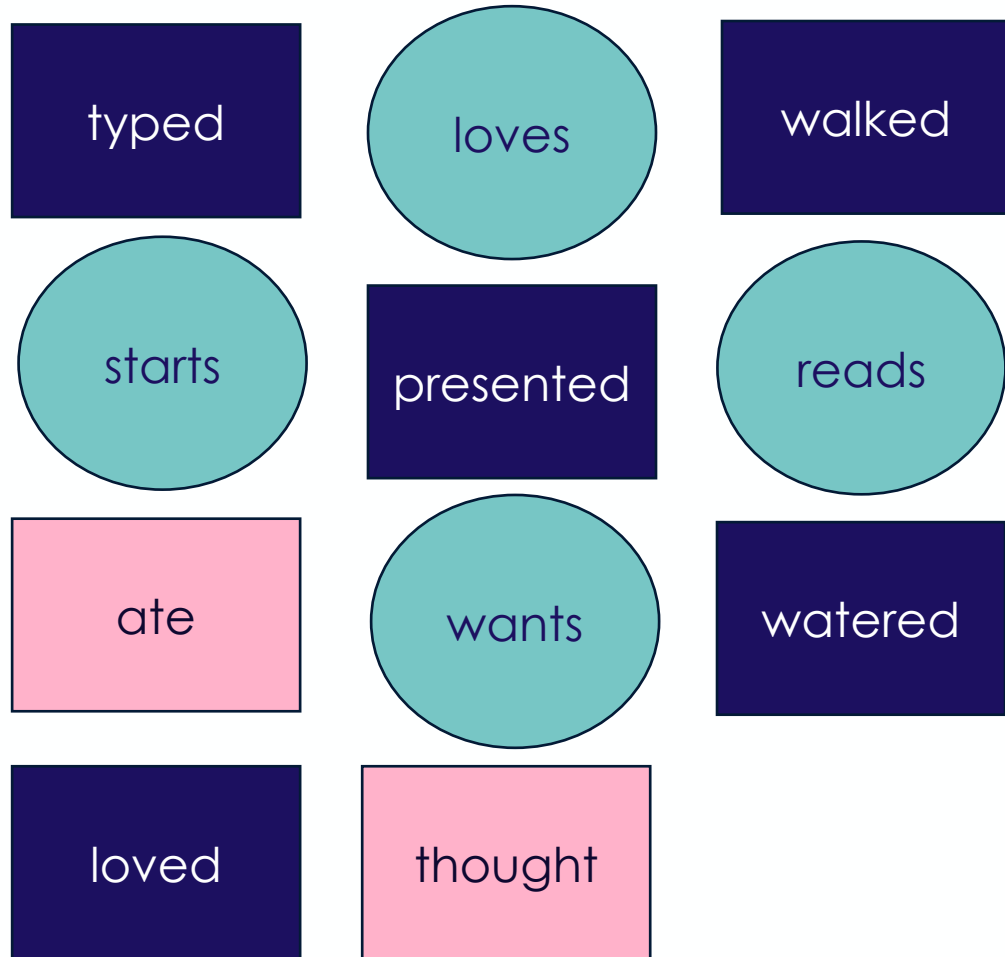 typed
loves
walked
starts
presented
reads
ate
wants
watered
loved
thought